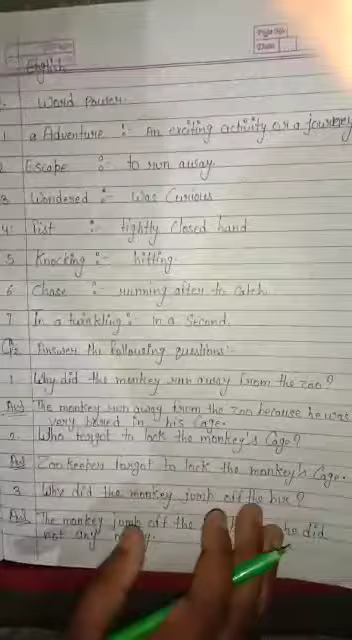 Page No.
Date
English
Word power
1. a Adventure :- An exciting activity or a journey
2 Escape :- to run away.
3 Wondered :- Was Curious
4. Fist :- tightly closed hand
5 Knocking :- hitting.
6 Chase :- running after to catch.
7 In a twinkling :- in a Second.
Q2 Answer the following questions:-
1. Why did the monkey run away from the zoo?
Ans The monkey run away from the zoo because he was
very bored in his Cage.
2. Who forgot to lock the monkey's Cage?
Ans Zoo keeper forgot to lock the monkey's Cage.
3. Why did the monkey jump off the bus?
Ans The monkey jump off the he did
not any